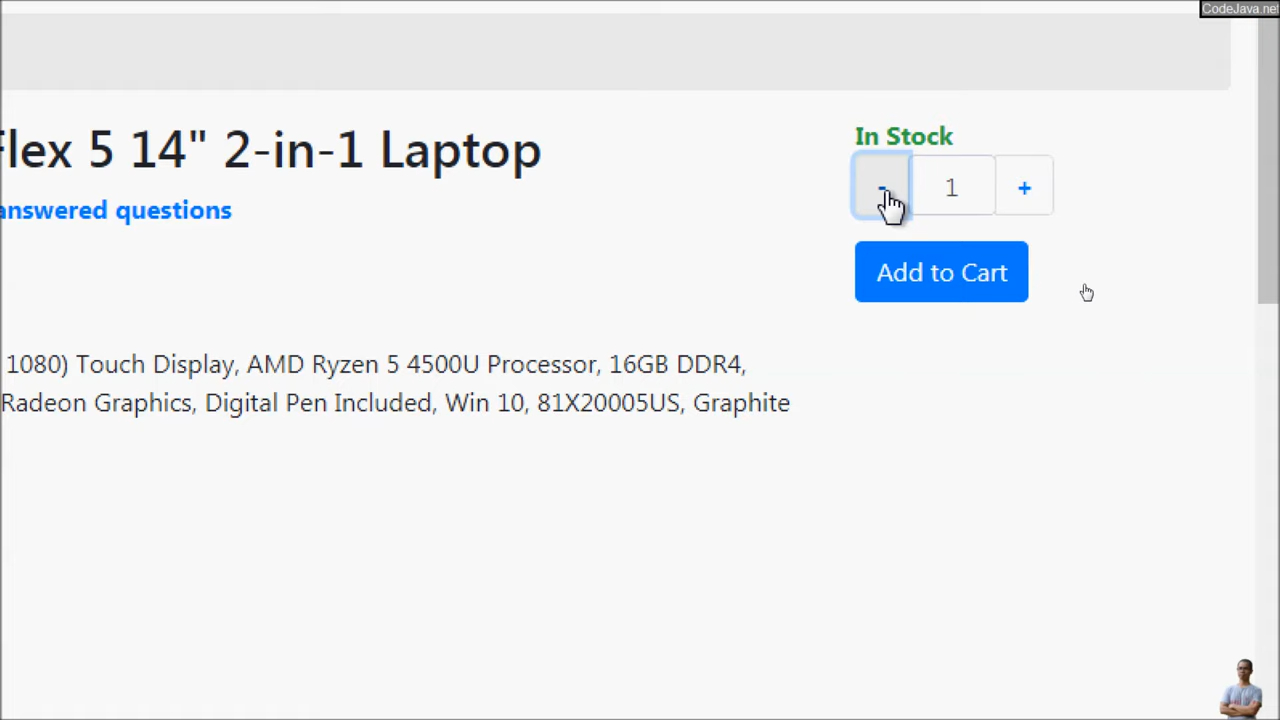 CodeJava.net
Flex 5 14" 2-in-1 Laptop
In Stock
- 1 +
answered questions
Add to Cart
1080) Touch Display, AMD Ryzen 5 4500U Processor, 16GB DDR4,
Radeon Graphics, Digital Pen Included, Win 10, 81X20005US, Graphite